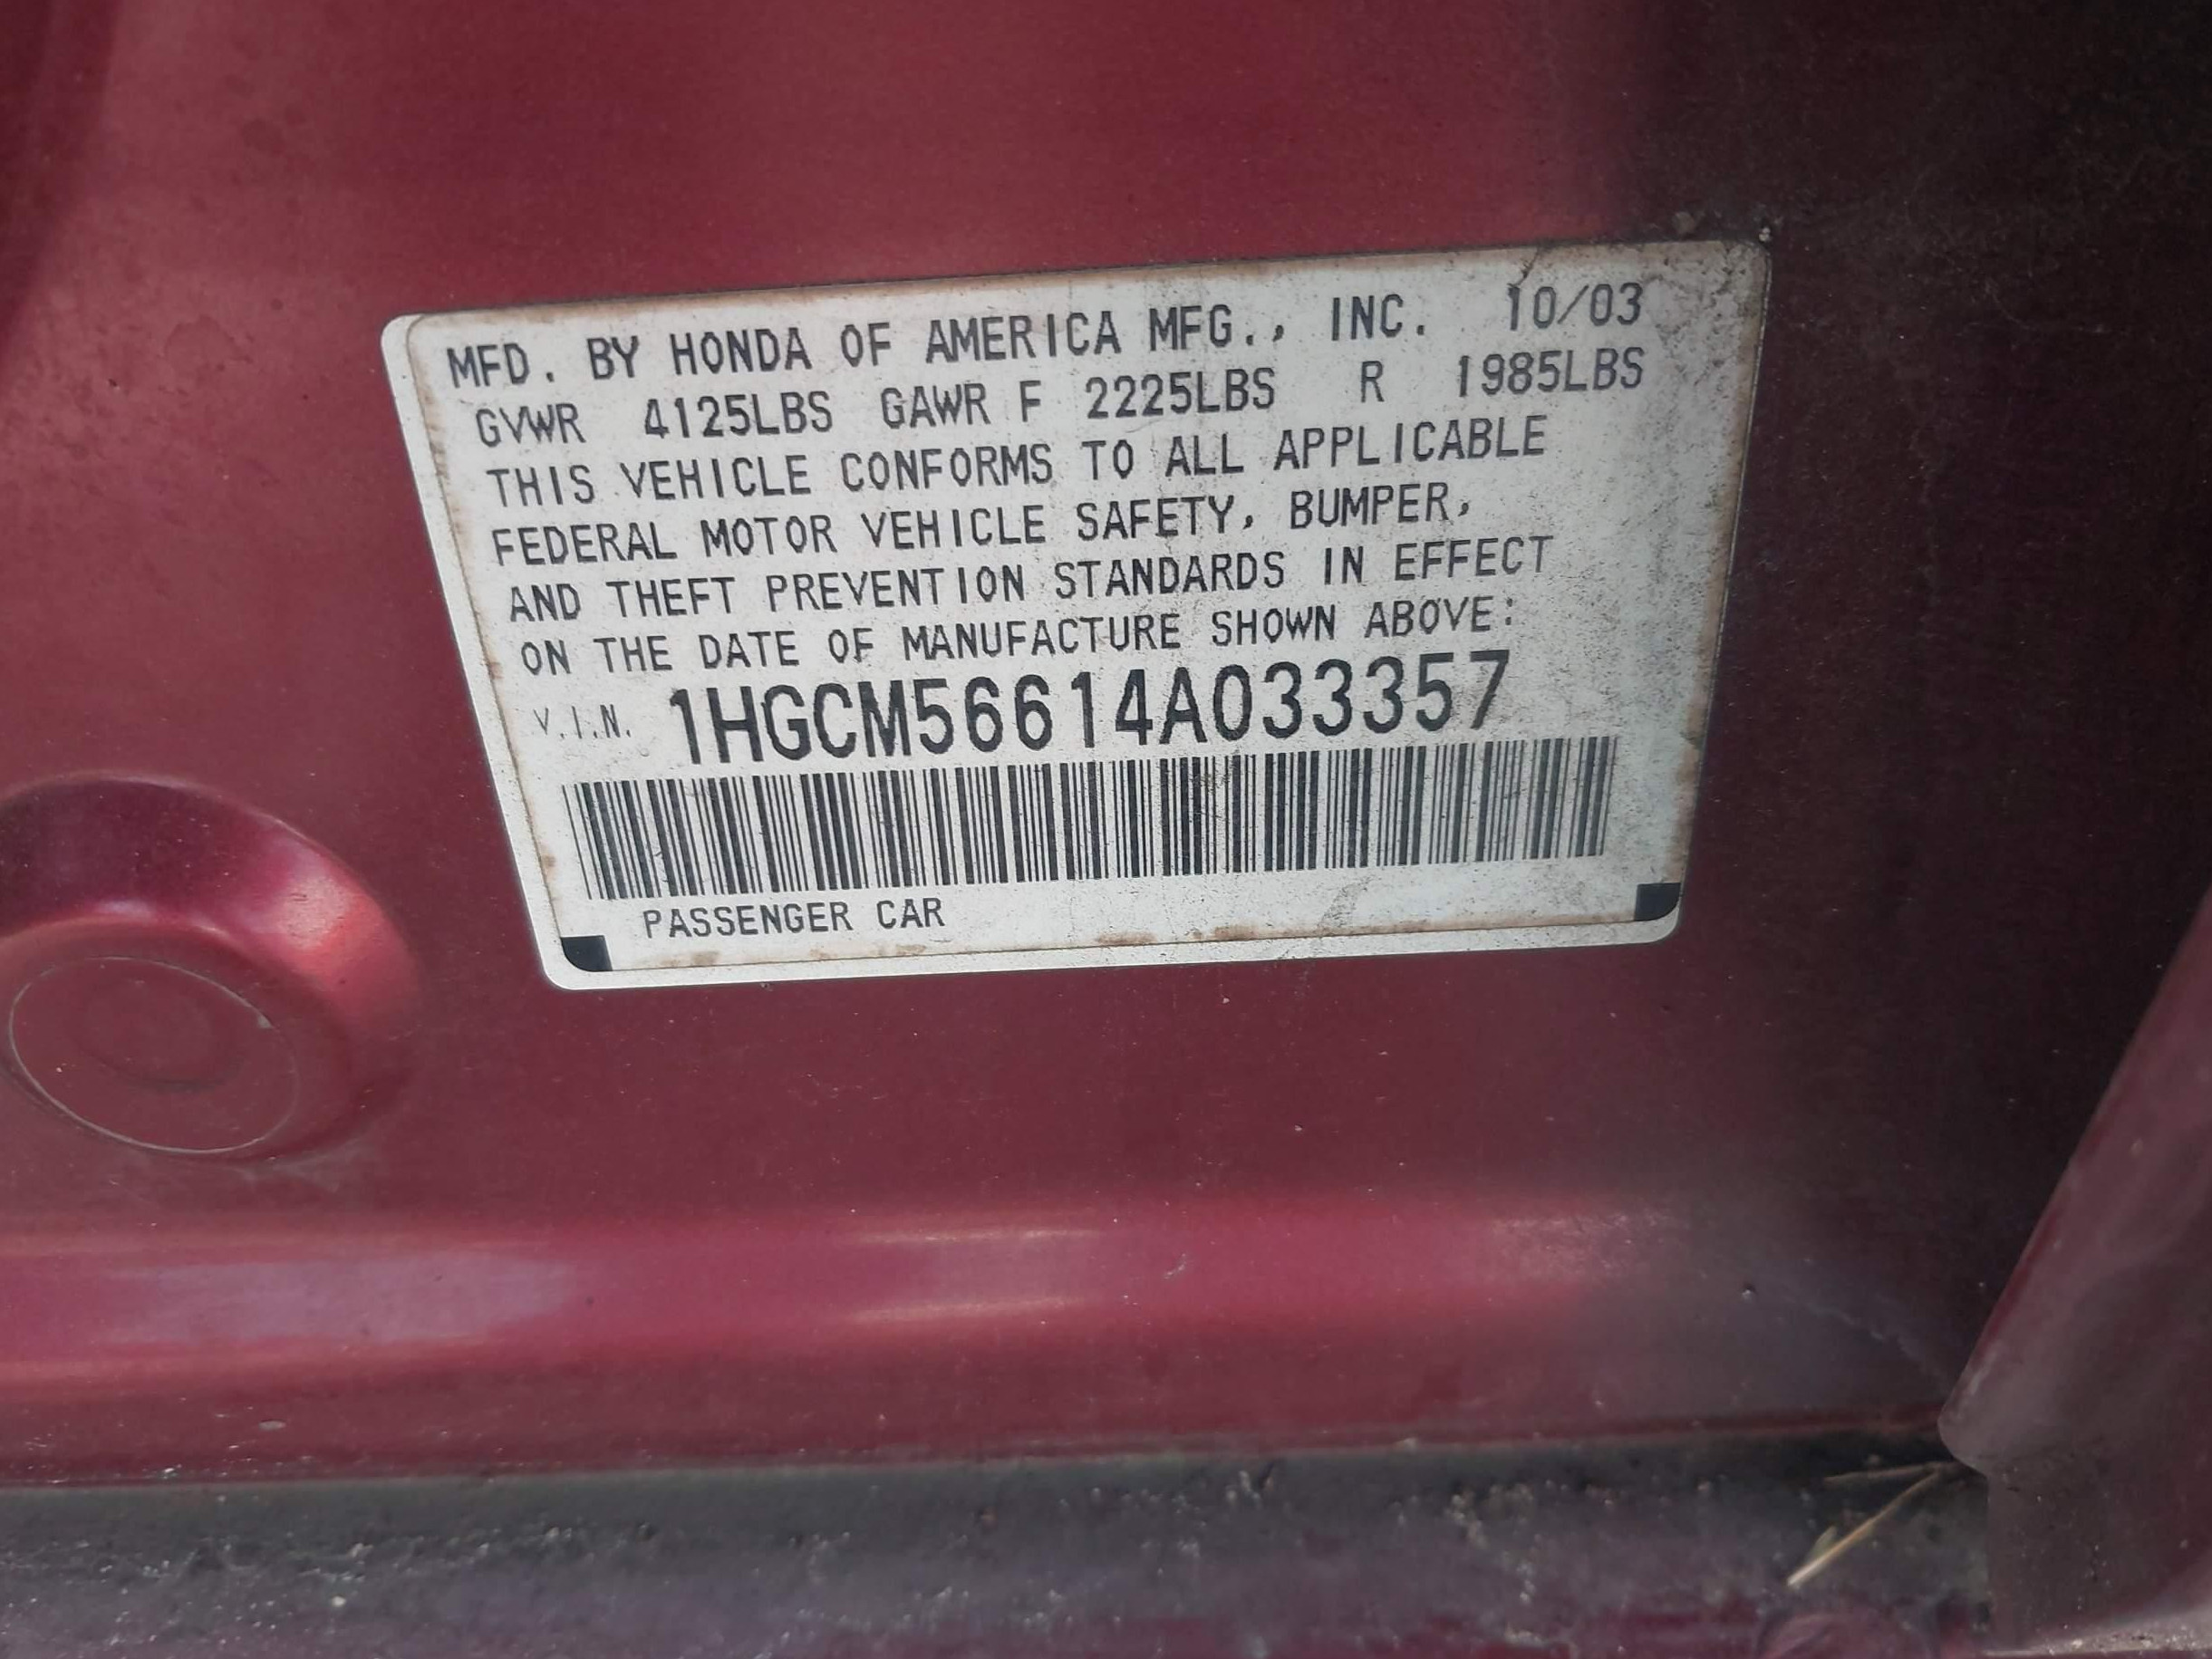 MFD. BY HONDA OF AMERICA MFG., INC. 10/03
GVWR 4125LBS GAWR F 2225LBS R 1985LBS
THIS VEHICLE CONFORMS TO ALL APPLICABLE
FEDERAL MOTOR VEHICLE SAFETY, BUMPER,
AND THEFT PREVENTION STANDARDS IN EFFECT
ON THE DATE OF MANUFACTURE SHOWN ABOVE:
V.I.N. 1HGCM56614A033357
PASSENGER CAR